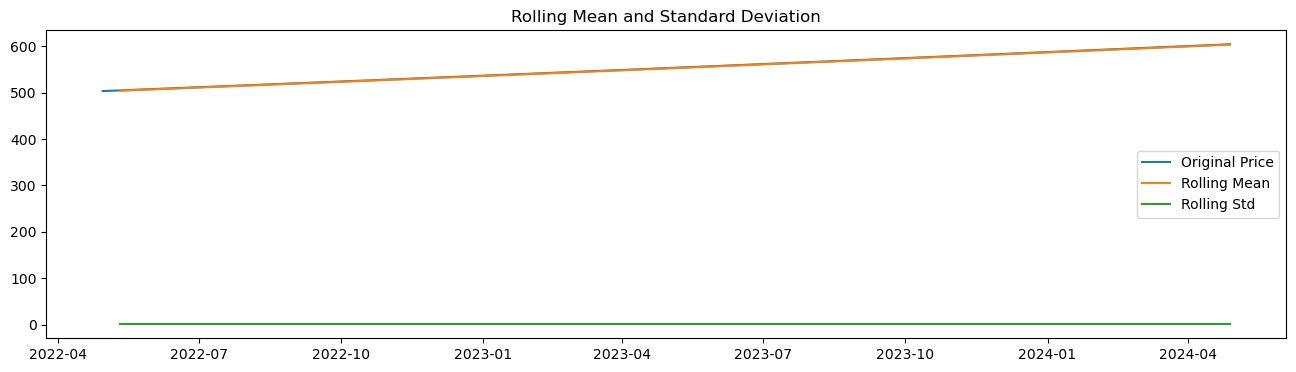 Rolling Mean and Standard Deviation
600
500
400
300
200
100
0
Original Price
Rolling Mean
Rolling Std
2022-04 2022-07 2022-10 2023-01 2023-04 2023-07 2023-10 2024-01 2024-04